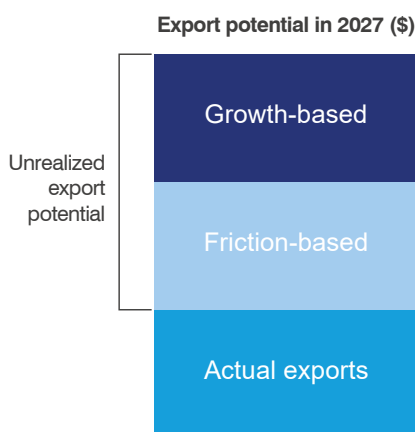 Export potential in 2027 ($)
Growth-based
Unrealized
export
potential
Friction-based
Actual exports